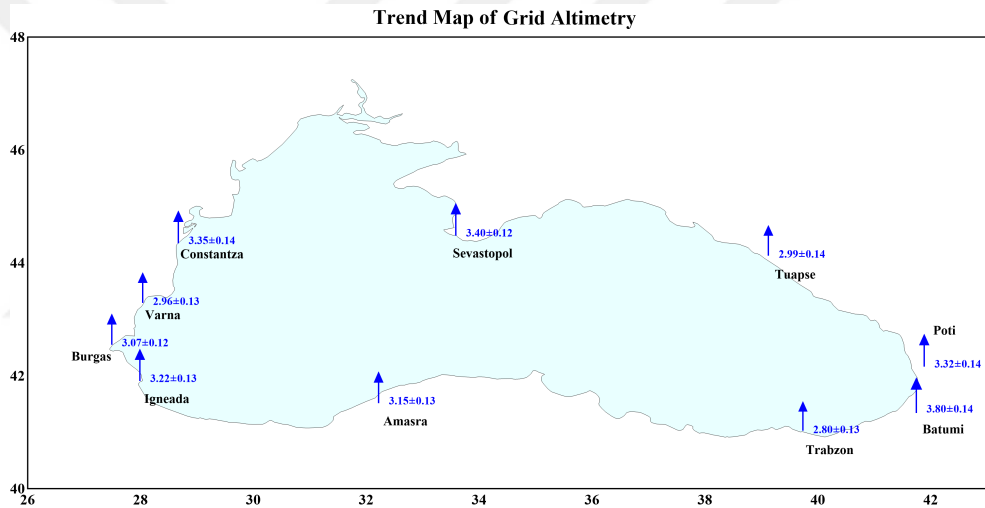 Trend Map of Grid Altimetry
48
46
44
42
40
3.35±0.14
Constantza
3.40±0.12
Sevastopol
2.99±0.14
Tuapse
2.96±0.13
Varna
3.07±0.12
Burgas
3.22±0.13
Igneada
3.15±0.13
Amasra
Poti
3.32±0.14
3.80±0.14
Batumi
2.80±0.13
Trabzon
26 28 30 32 34 36 38 40 42